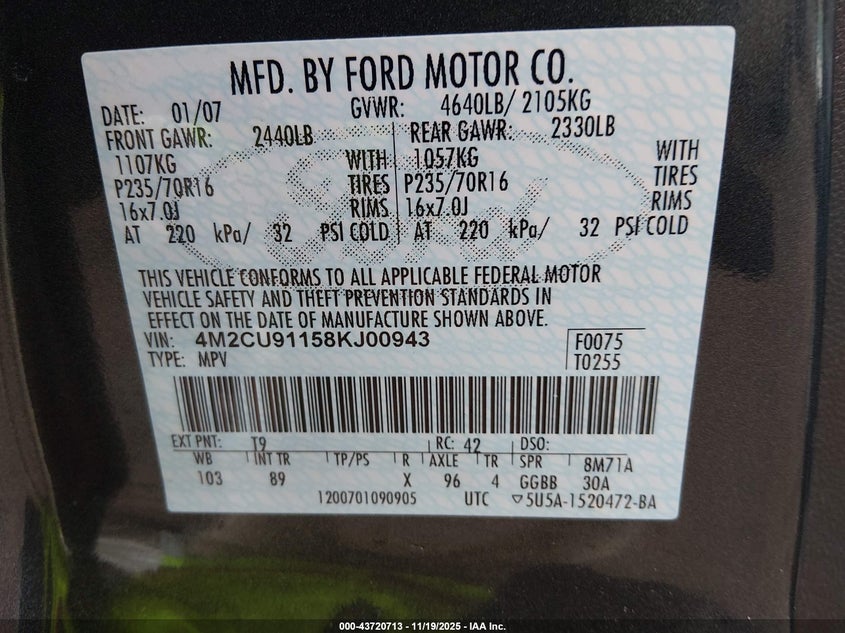 MFD. BY FORD MOTOR CO.
DATE: 01/07 GVWR: 4640LB/ 2105KG
FRONT GAWR: 2440LB REAR GAWR: 2330LB
1107KG WITH 1057KG WITH
P235/70R16 TIRES P235/70R16 TIRES
16x7.0J RIMS 16x7.0J RIMS
AT 220 kPa/ 32 PSI COLD AT 220 kPa/ 32 PSI COLD
THIS VEHICLE CONFORMS TO ALL APPLICABLE FEDERAL MOTOR
VEHICLE SAFETY AND THEFT PREVENTION STANDARDS IN
EFFECT ON THE DATE OF MANUFACTURE SHOWN ABOVE.
VIN: 4M2CU91158KJ00943 F0075
TYPE: MPV T0255
EXT PNT: T9 RC: 42 DSO:
WB INT TR TP/PS R AXLE TR SPR 8M71A
103 89 X 96 4 GGBB 30A
1200701090905 UTC ▽5U5A-1520472-BA
000-43720713 - 11/19/2025 - IAA Inc.